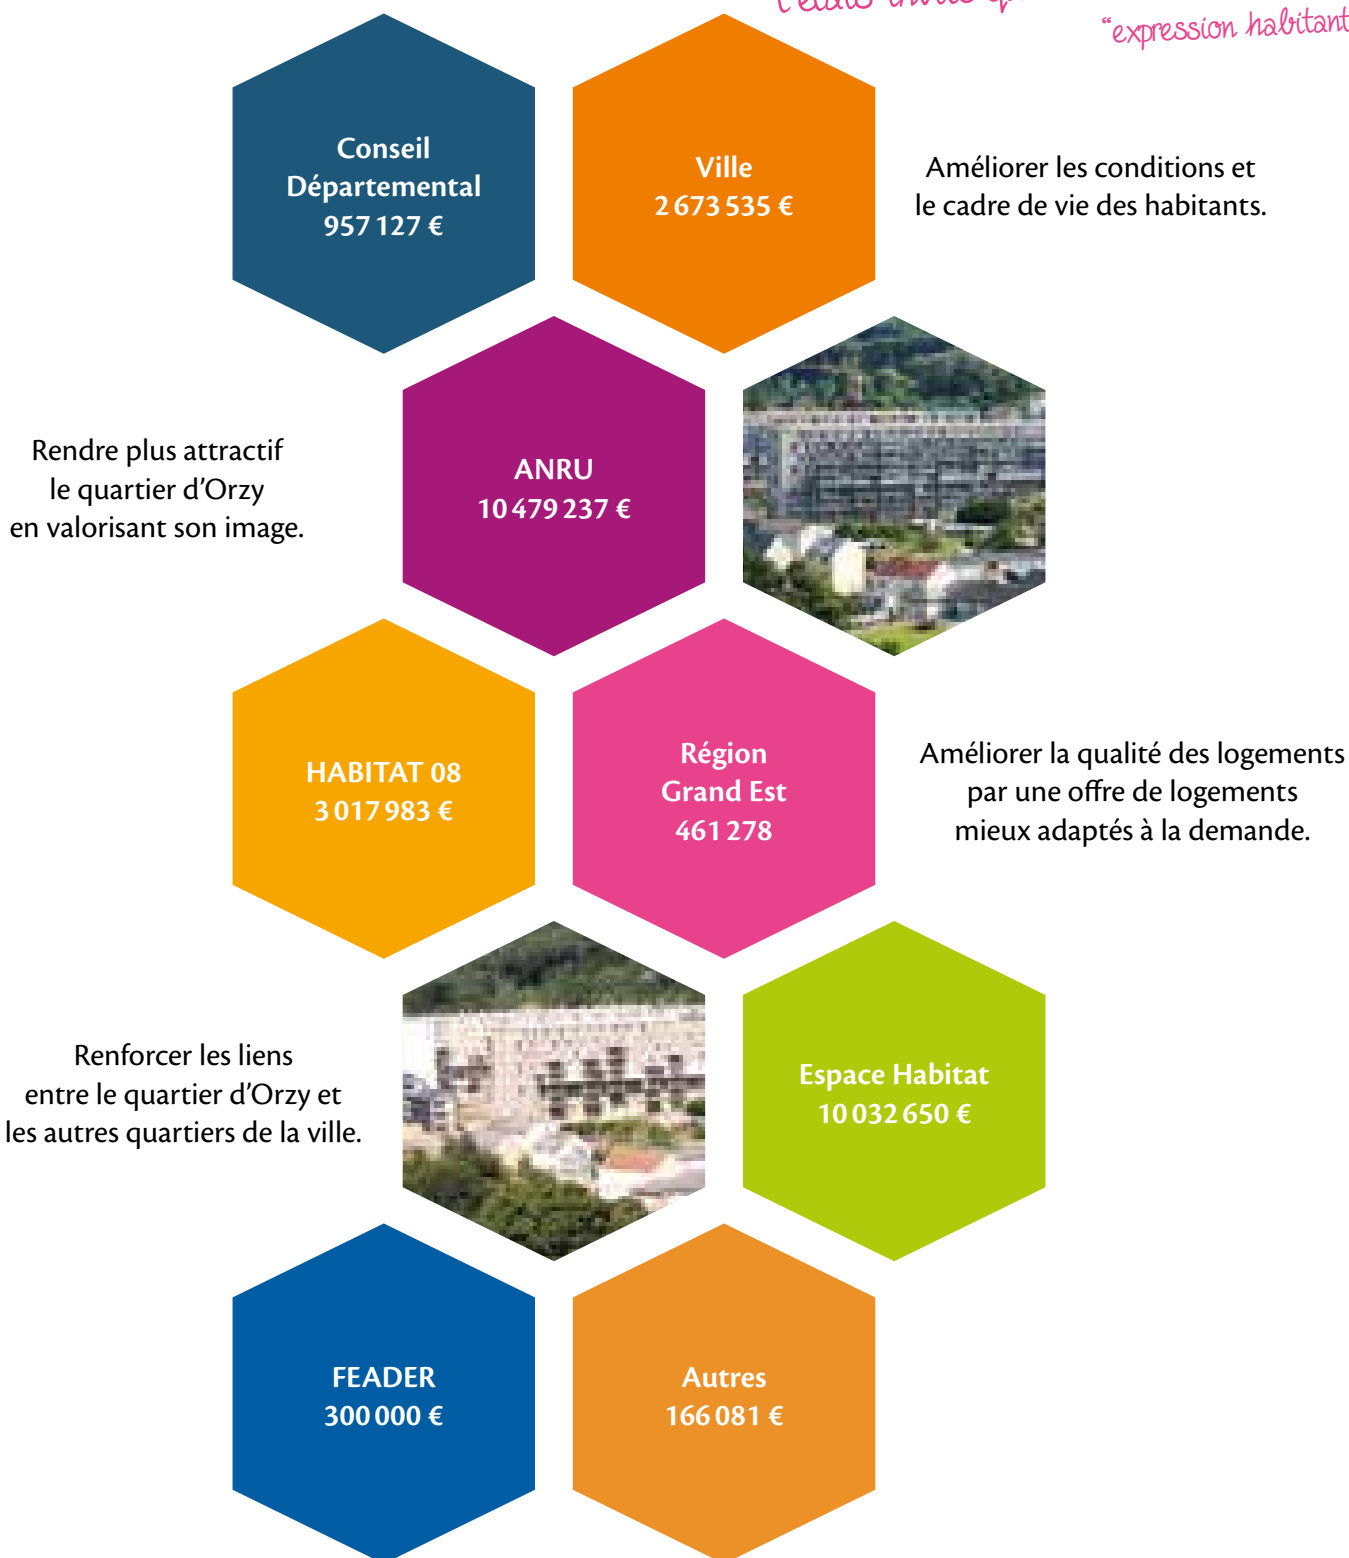 “expression habitant
Conseil
Départemental
957 127 €
Ville
2 673 535 €
Améliorer les conditions et
le cadre de vie des habitants.
Rendre plus attractif
le quartier d’Orzy
en valorisant son image.
ANRU
10 479 237 €
HABITAT 08
3 017 983 €
Région
Grand Est
461 278
Améliorer la qualité des logements
par une offre de logements
mieux adaptés à la demande.
Renforcer les liens
entre le quartier d’Orzy et
les autres quartiers de la ville.
Espace Habitat
10 032 650 €
FEADER
300 000 €
Autres
166 081 €